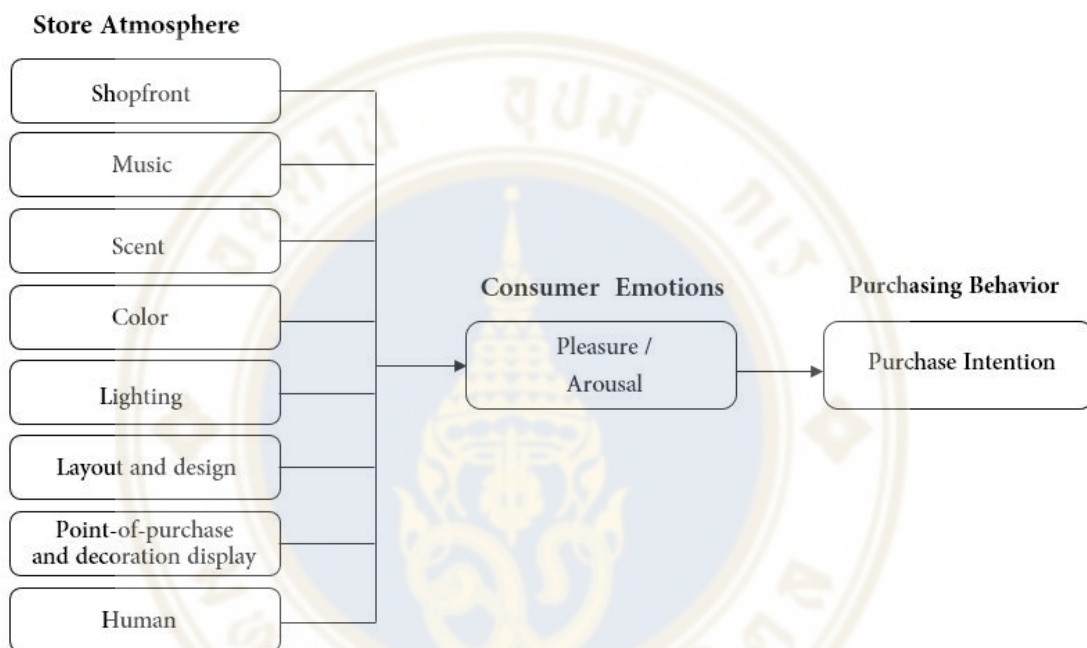 Store Atmosphere
Shopfront
Music
Scent
Color
Lighting
Layout and design
Point-of-purchase
and decoration display
Human
Consumer Emotions
Pleasure /
Arousal
Purchasing Behavior
Purchase Intention